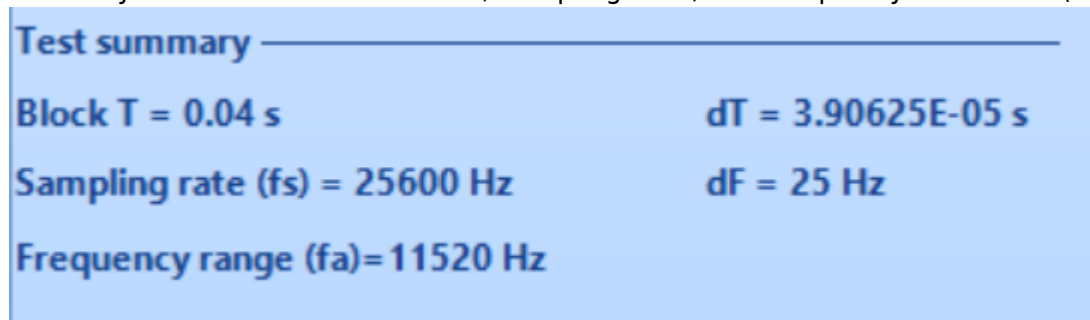 Test summary
Block T = 0.04 s dT = 3.90625E-05 s
Sampling rate (fs) = 25600 Hz dF = 25 Hz
Frequency range (fa)=11520 Hz